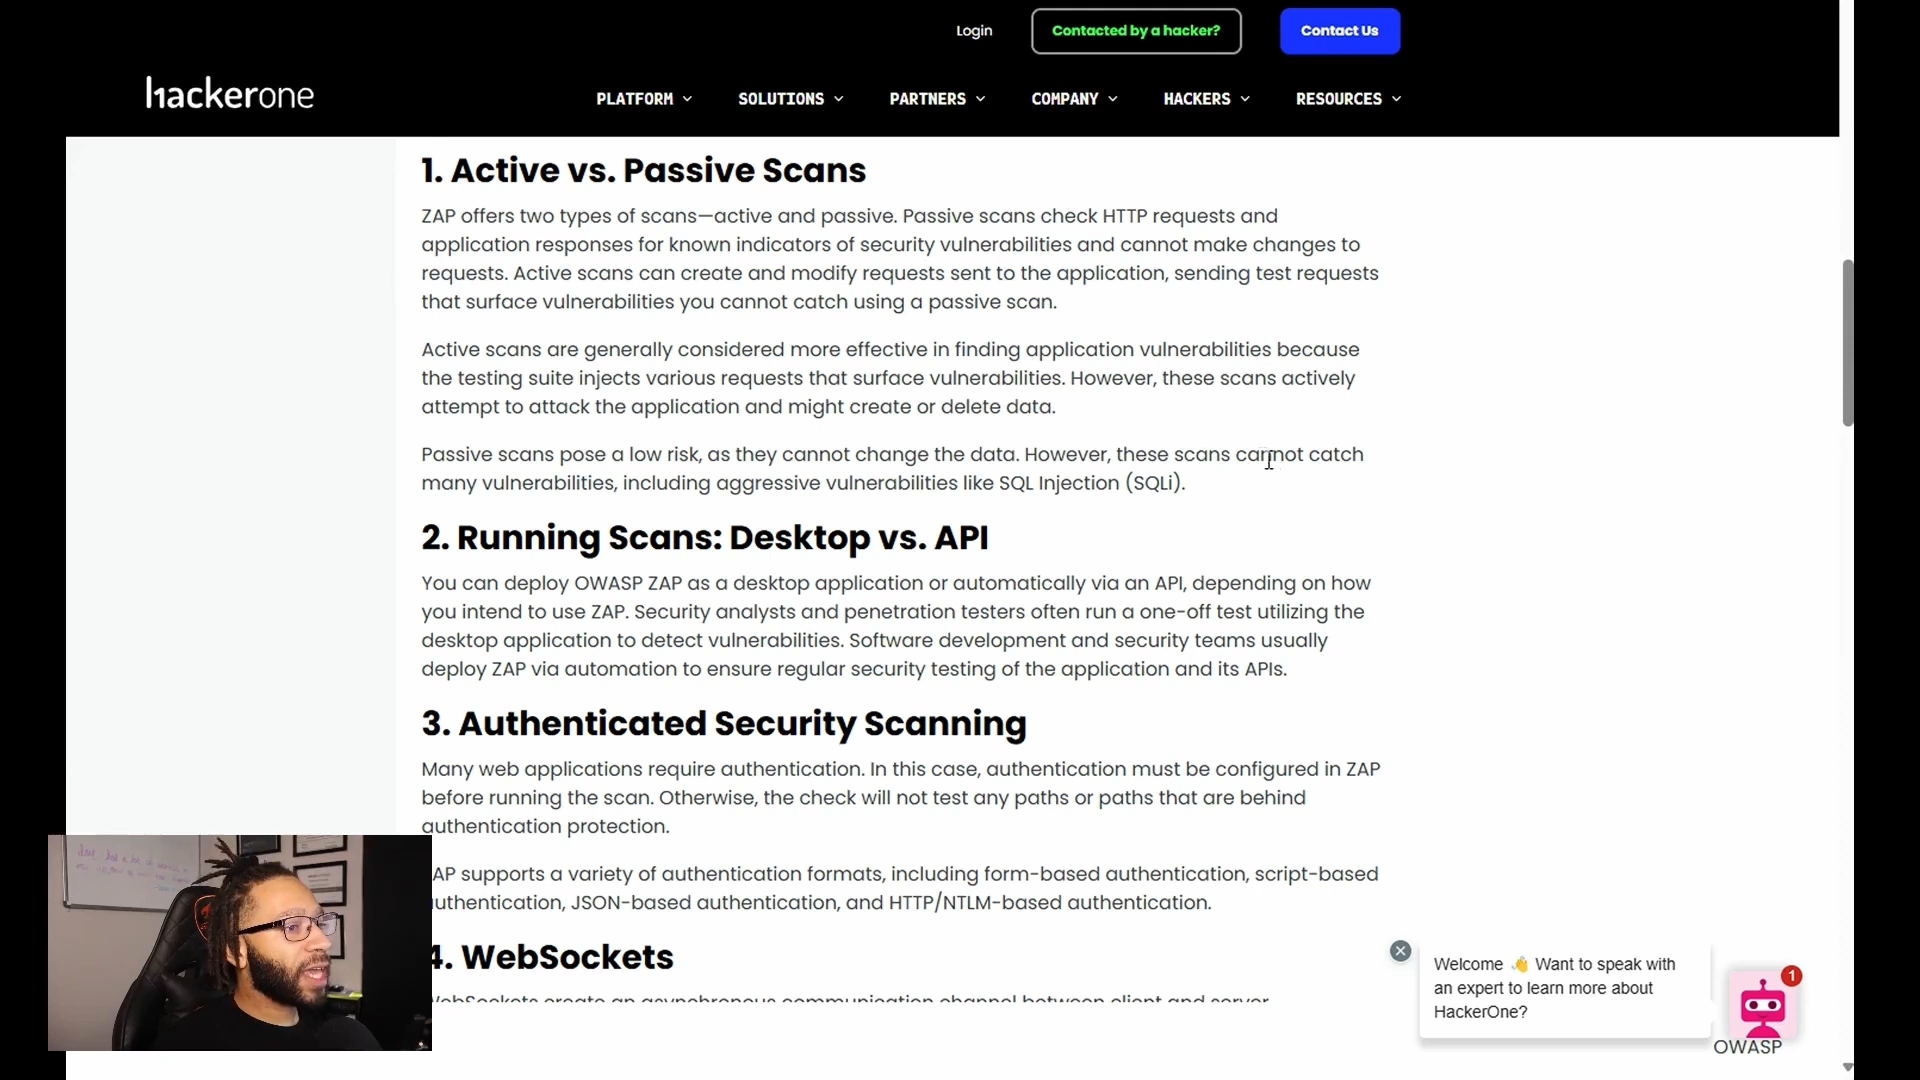 Login
Contacted by a hacker?
Contact Us
hackerone
PLATFORM
SOLUTIONS
PARTNERS
COMPANY
HACKERS
RESOURCES
1. Active vs. Passive Scans
ZAP offers two types of scans—active and passive. Passive scans check HTTP requests and
application responses for known indicators of security vulnerabilities and cannot make changes to
requests. Active scans can create and modify requests sent to the application, sending test requests
that surface vulnerabilities you cannot catch using a passive scan.
Active scans are generally considered more effective in finding application vulnerabilities because
the testing suite injects various requests that surface vulnerabilities. However, these scans actively
attempt to attack the application and might create or delete data.
Passive scans pose a low risk, as they cannot change the data. However, these scans cannot catch
many vulnerabilities, including aggressive vulnerabilities like SQL Injection (SQLi).
2. Running Scans: Desktop vs. API
You can deploy OWASP ZAP as a desktop application or automatically via an API, depending on how
you intend to use ZAP. Security analysts and penetration testers often run a one-off test utilizing the
desktop application to detect vulnerabilities. Software development and security teams usually
deploy ZAP via automation to ensure regular security testing of the application and its APIs.
3. Authenticated Security Scanning
Many web applications require authentication. In this case, authentication must be configured in ZAP
before running the scan. Otherwise, the check will not test any paths or paths that are behind
authentication protection.
AP supports a variety of authentication formats, including form-based authentication, script-based
uthentication, JSON-based authentication, and HTTP/NTLM-based authentication.
4. WebSockets
WebSockets create an asynchronous communication channel between client and server
Welcome 👋 Want to speak with
an expert to learn more about
HackerOne?
1
OWASP